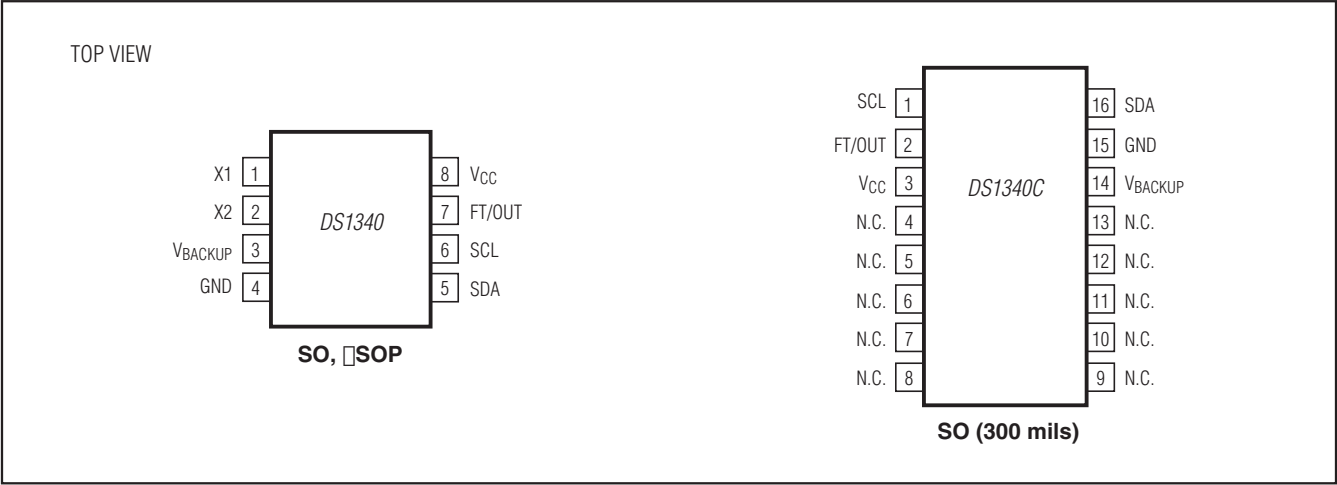 TOP VIEW
X1 1
X2 2
VBACKUP 3
GND 4
DS1340
8 VCC
7 FT/OUT
6 SCL
5 SDA
SO, □SOP
SCL 1
FT/OUT 2
VCC 3
N.C. 4
N.C. 5
N.C. 6
N.C. 7
N.C. 8
DS1340C
16 SDA
15 GND
14 VBACKUP
13 N.C.
12 N.C.
11 N.C.
10 N.C.
9 N.C.
SO (300 mils)